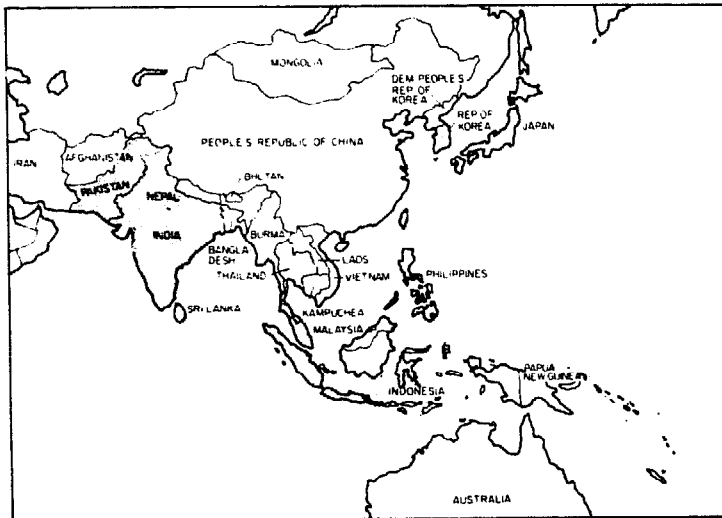 MONGOLIA
DEM PEOPLE'S
REP OF
KOREA
REP OF
KOREA
JAPAN
PEOPLE'S REPUBLIC OF CHINA
IRAN
AFGHANISTAN
PAKISTAN
BHUTAN
NEPAL
INDIA
BURMA
BANGLA
DESH
LAOS
THAILAND
VIETNAM
PHILIPPINES
SRI LANKA
KAMPUCHEA
MALAYSIA
PAPUA
NEW GUINEA
INDONESIA
AUSTRALIA